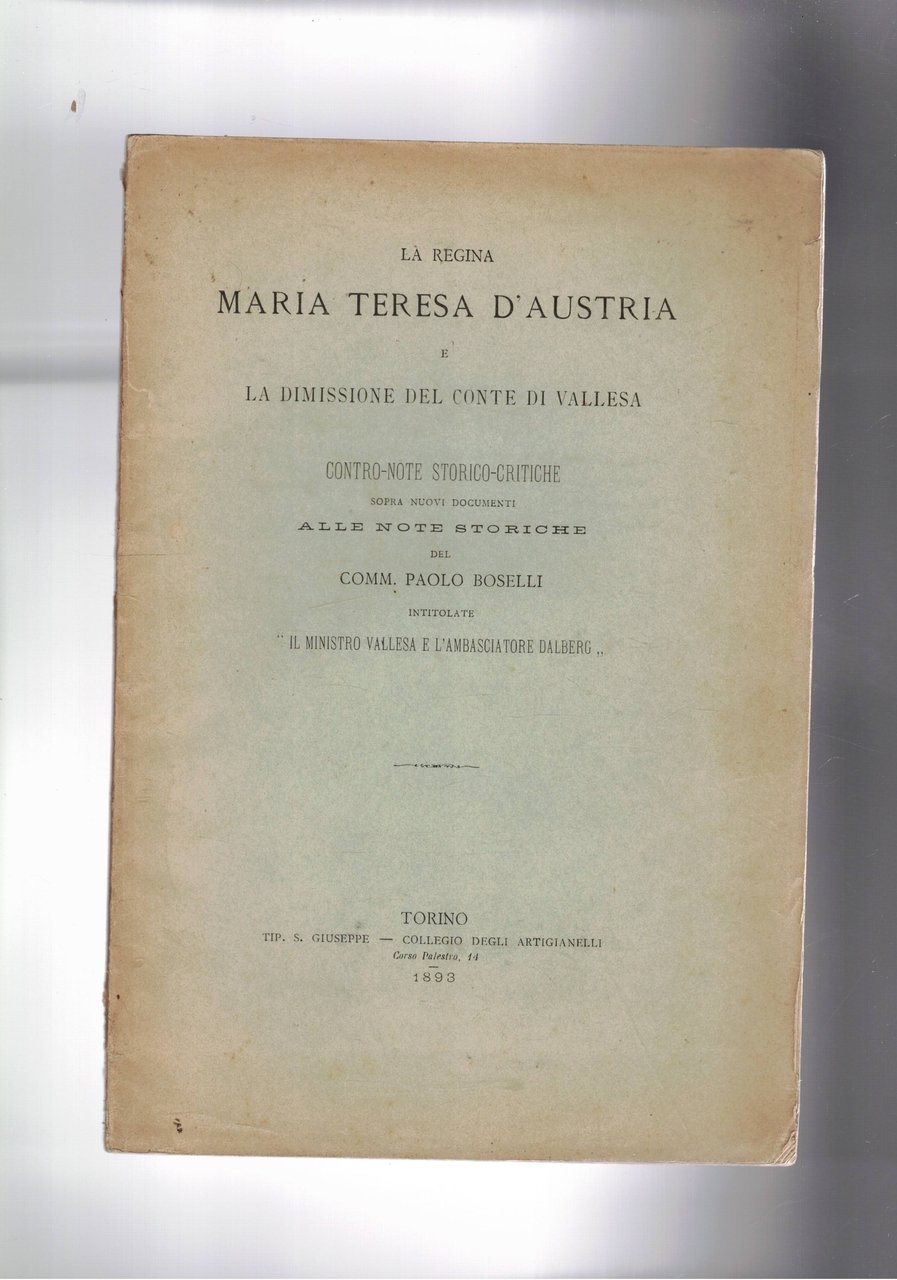 LA REGINA
MARIA TERESA D'AUSTRIA
E
LA DIMISSIONE DEL CONTE DI VALLESA
CONTRO-NOTE STORICO-CRITICHE
SOPRA NUOVI DOCUMENTI
ALLE NOTE STORICHE
DEL
COMM. PAOLO BOSELLI
INTITOLATE
" IL MINISTRO VALLESA E L'AMBASCIATORE DALBERG „
TORINO
TIP. S. GIUSEPPE — COLLEGIO DEGLI ARTIGIANELLI
Corso Palestro, 14
1893